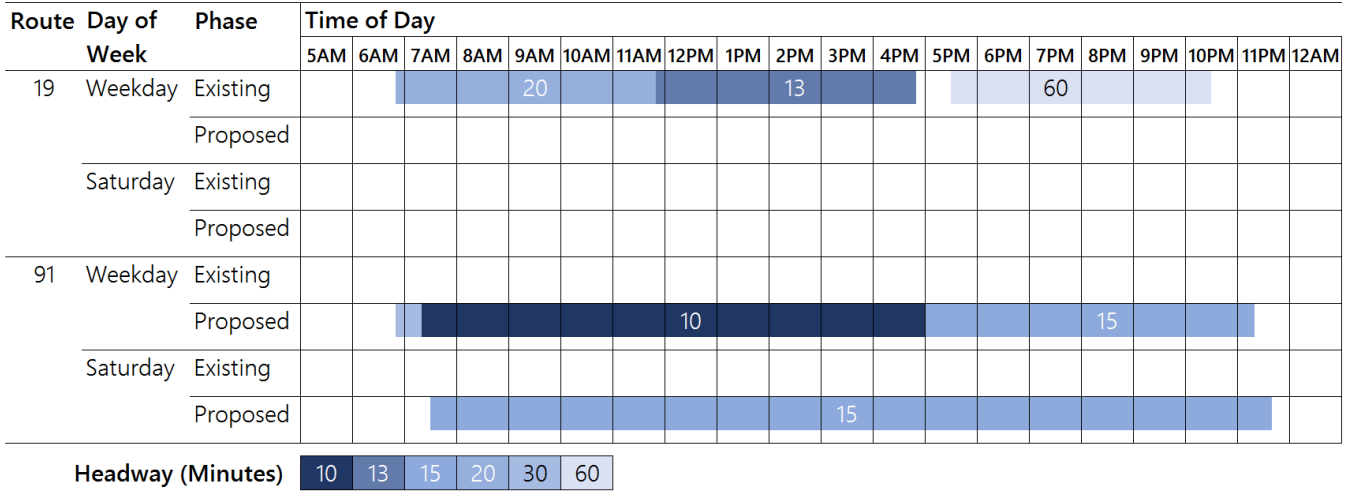 Route Day of Week Phase Time of Day
5AM 6AM 7AM 8AM 9AM 10AM 11AM 12PM 1PM 2PM 3PM 4PM 5PM 6PM 7PM 8PM 9PM 10PM 11PM 12AM
19 Weekday Existing 20 13 60
Proposed
Saturday Existing
Proposed
91 Weekday Existing
Proposed 10 15
Saturday Existing
Proposed 15
Headway (Minutes) 10 13 15 20 30 60